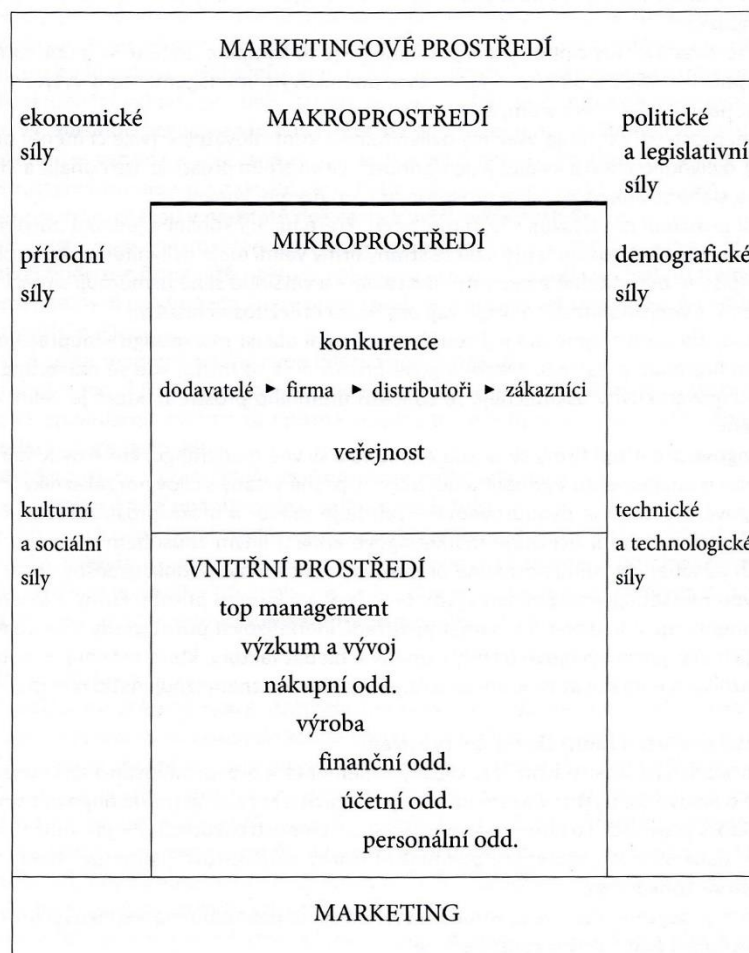 MARKETINGOVÉ PROSTŘEDÍ
ekonomické
síly
MAKROPROSTŘEDÍ
politické
a legislativní
síly
přírodní
síly
MIKROPROSTŘEDÍ
demografické
síly
konkurence
dodavatelé ► firma ► distributoři ► zákazníci
veřejnost
kulturní
a sociální
síly
technické
a technologické
síly
VNITŘNÍ PROSTŘEDÍ
top management
výzkum a vývoj
nákupní odd.
výroba
finanční odd.
účetní odd.
personální odd.
MARKETING